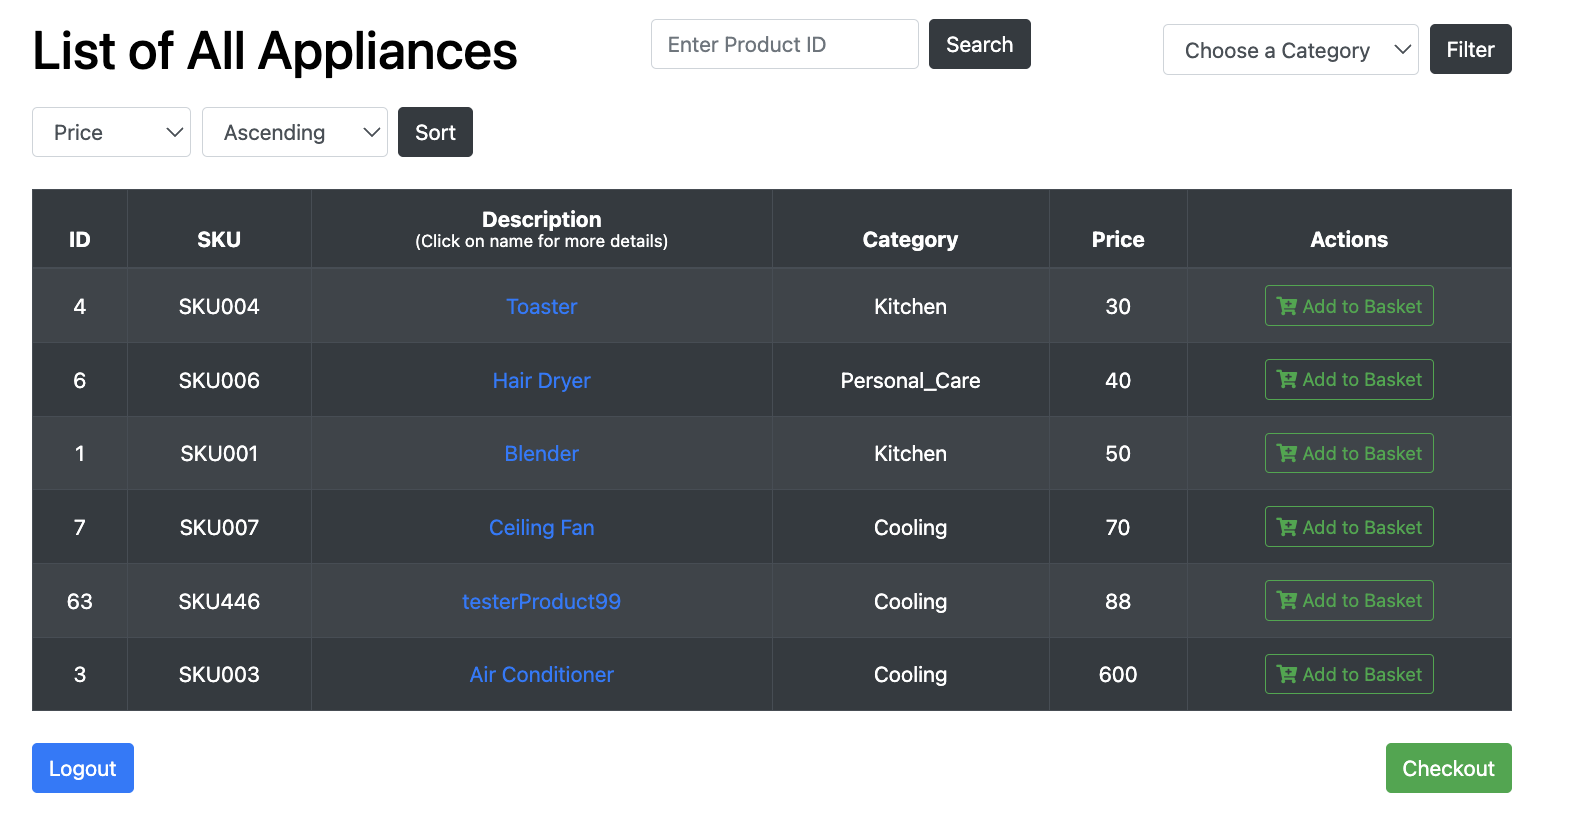 List of All Appliances
Enter Product ID
Search
Choose a Category
Filter
Price
Ascending
Sort
ID SKU Description (Click on name for more details) Category Price Actions
4 SKU004 Toaster Kitchen 30 Add to Basket
6 SKU006 Hair Dryer Personal_Care 40 Add to Basket
1 SKU001 Blender Kitchen 50 Add to Basket
7 SKU007 Ceiling Fan Cooling 70 Add to Basket
63 SKU446 testerProduct99 Cooling 88 Add to Basket
3 SKU003 Air Conditioner Cooling 600 Add to Basket
Logout
Checkout